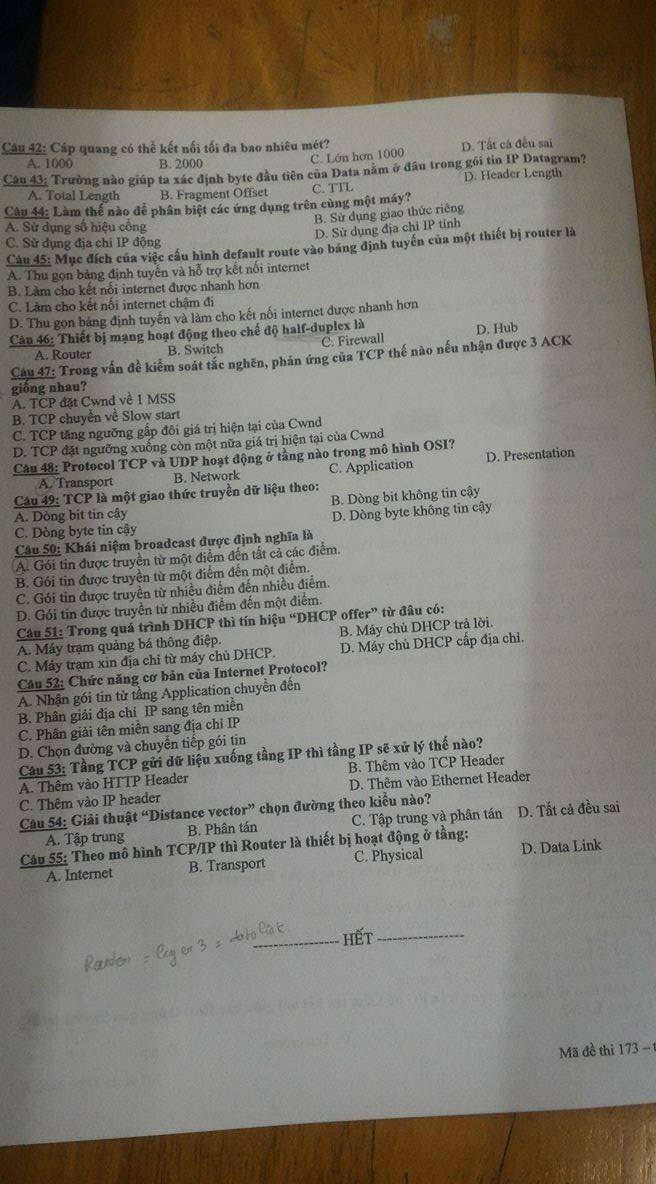 Câu 42: Cáp quang có thể kết nối tối đa bao nhiêu mét?
A. 1000 B. 2000 C. Lớn hơn 1000 D. Tất cả đều sai
Câu 43: Trường nào giúp ta xác định byte đầu tiên của Data nằm ở đâu trong gói tin IP Datagram?
A. Total Length B. Fragment Offset C. TTL D. Header Length
Câu 44: Làm thế nào để phân biệt các ứng dụng trên cùng một máy?
A. Sử dụng số hiệu cổng B. Sử dụng giao thức riêng
C. Sử dụng địa chỉ IP động D. Sử dụng địa chỉ IP tĩnh
Câu 45: Mục đích của việc cấu hình default route vào bảng định tuyến của một thiết bị router là
A. Thu gọn bảng định tuyến và hỗ trợ kết nối internet
B. Làm cho kết nối internet được nhanh hơn
C. Làm cho kết nối internet chậm đi
D. Thu gọn bảng định tuyến và làm cho kết nối internet được nhanh hơn
Câu 46: Thiết bị mạng hoạt động theo chế độ half-duplex là
A. Router B. Switch C. Firewall D. Hub
Câu 47: Trong vấn đề kiểm soát tắc nghẽn, phản ứng của TCP thế nào nếu nhận được 3 ACK
giống nhau?
A. TCP đặt Cwnd về 1 MSS
B. TCP chuyển về Slow start
C. TCP tăng ngưỡng gấp đôi giá trị hiện tại của Cwnd
D. TCP đặt ngưỡng xuống còn một nữa giá trị hiện tại của Cwnd
Câu 48: Protocol TCP và UDP hoạt động ở tầng nào trong mô hình OSI?
A. Transport B. Network C. Application D. Presentation
Câu 49: TCP là một giao thức truyền dữ liệu theo:
A. Dòng bit tin cậy B. Dòng bit không tin cậy
C. Dòng byte tin cậy D. Dòng byte không tin cậy
Câu 50: Khái niệm broadcast được định nghĩa là
A. Gói tin được truyền từ một điểm đến tất cả các điểm.
B. Gói tin được truyền từ một điểm đến một điểm.
C. Gói tin được truyền từ nhiều điểm đến nhiều điểm.
D. Gói tin được truyền từ nhiều điểm đến một điểm.
Câu 51: Trong quá trình DHCP thì tín hiệu “DHCP offer” từ đâu có:
A. Máy trạm quảng bá thông điệp. B. Máy chủ DHCP trả lời.
C. Máy trạm xin địa chỉ từ máy chủ DHCP. D. Máy chủ DHCP cấp địa chỉ.
Câu 52: Chức năng cơ bản của Internet Protocol?
A. Nhận gói tin từ tầng Application chuyển đến
B. Phân giải địa chỉ IP sang tên miền
C. Phân giải tên miền sang địa chỉ IP
D. Chọn đường và chuyển tiếp gói tin
Câu 53: Tầng TCP gửi dữ liệu xuống tầng IP thì tầng IP sẽ xử lý thế nào?
A. Thêm vào HTTP Header B. Thêm vào TCP Header
C. Thêm vào IP header D. Thêm vào Ethernet Header
Câu 54: Giải thuật “Distance vector” chọn đường theo kiểu nào?
A. Tập trung B. Phân tán C. Tập trung và phân tán D. Tất cả đều sai
Câu 55: Theo mô hình TCP/IP thì Router là thiết bị hoạt động ở tầng:
A. Internet B. Transport C. Physical D. Data Link
= layer 3 = data link
HẾT
Mã đề thi 173 –